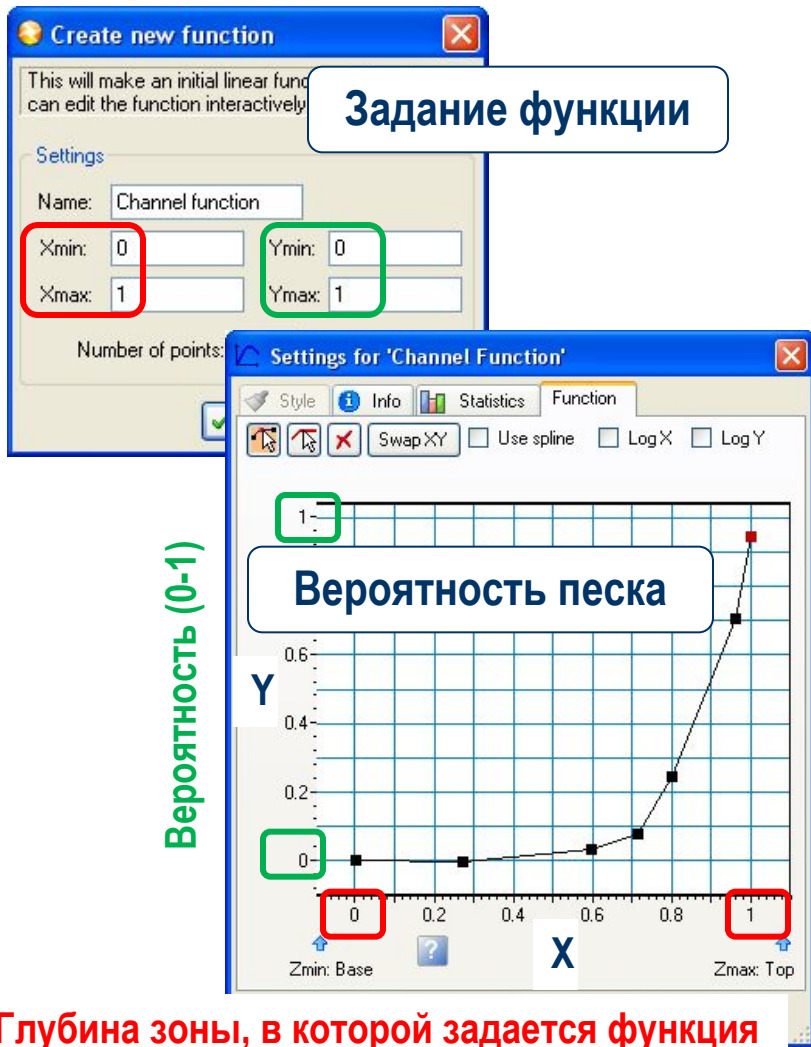 Create new function
This will make an initial linear func
can edit the function interactively
Задание функции
Settings
Name: Channel function
Xmin: 0 Ymin: 0
Xmax: 1 Ymax: 1
Number of points:
Settings for 'Channel Function'
Style Info Statistics Function
Swap XY Use spline Log X Log Y
1
Вероятность песка
0.6
Y
0.4
0.2
0
Вероятность (0-1)
0 0.2 0.4 0.6 0.8 1
X
Zmin: Base ? Zmax: Top
Глубина зоны, в которой задается функция